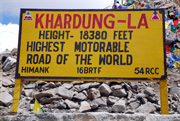 KHARDUNG-LA
HEIGHT- 18380 FEET
HIGHEST MOTORABLE
ROAD OF THE WORLD
HIMANK 16BRTF 54 RCC